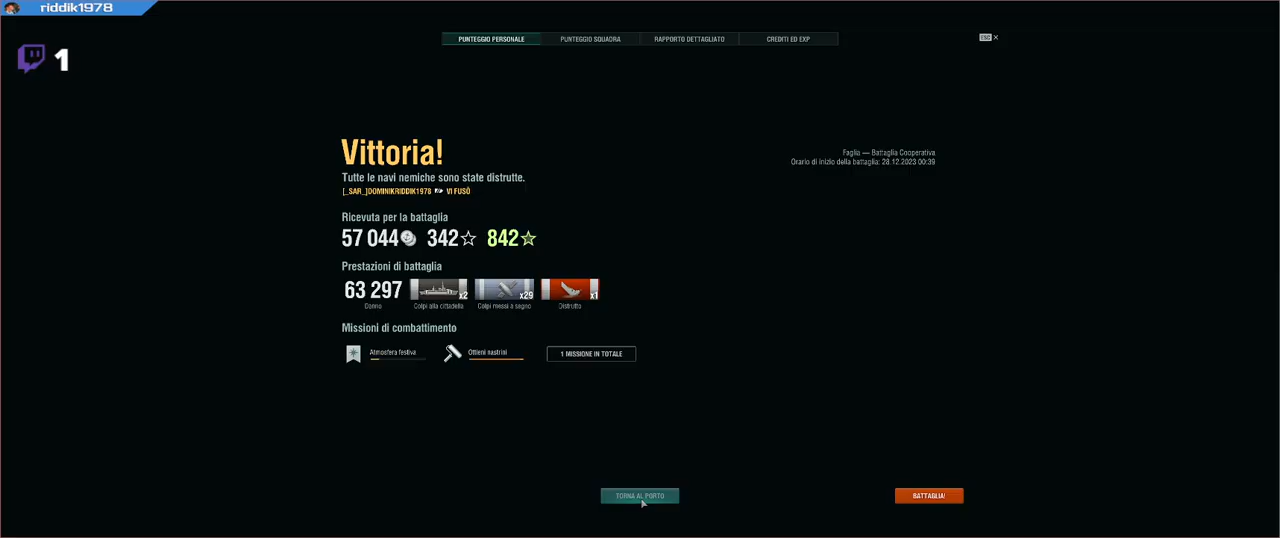 riddik1978
1
PUNTEGGIO PERSONALE
PUNTEGGIO SQUADRA
RAPPORTO DETTAGLIATO
CREDITI ED EXP
ESC ×
Vittoria!
Tutte le navi nemiche sono state distrutte.
[_SAR_]DOMINIKRIDDIK1978 VI FUSŌ
Faglia — Battaglia Cooperativa
Orario di inizio della battaglia: 28.12.2023 00:39
Ricevuta per la battaglia
57 044 342 842
Prestazioni di battaglia
63 297 x2 x29 x1
Danno Colpi alla cittadella Colpi messi a segno Distrutto
Missioni di combattimento
Atmosfera festiva
Ottieni nastrini
1 MISSIONE IN TOTALE
TORNA AL PORTO
BATTAGLIA!